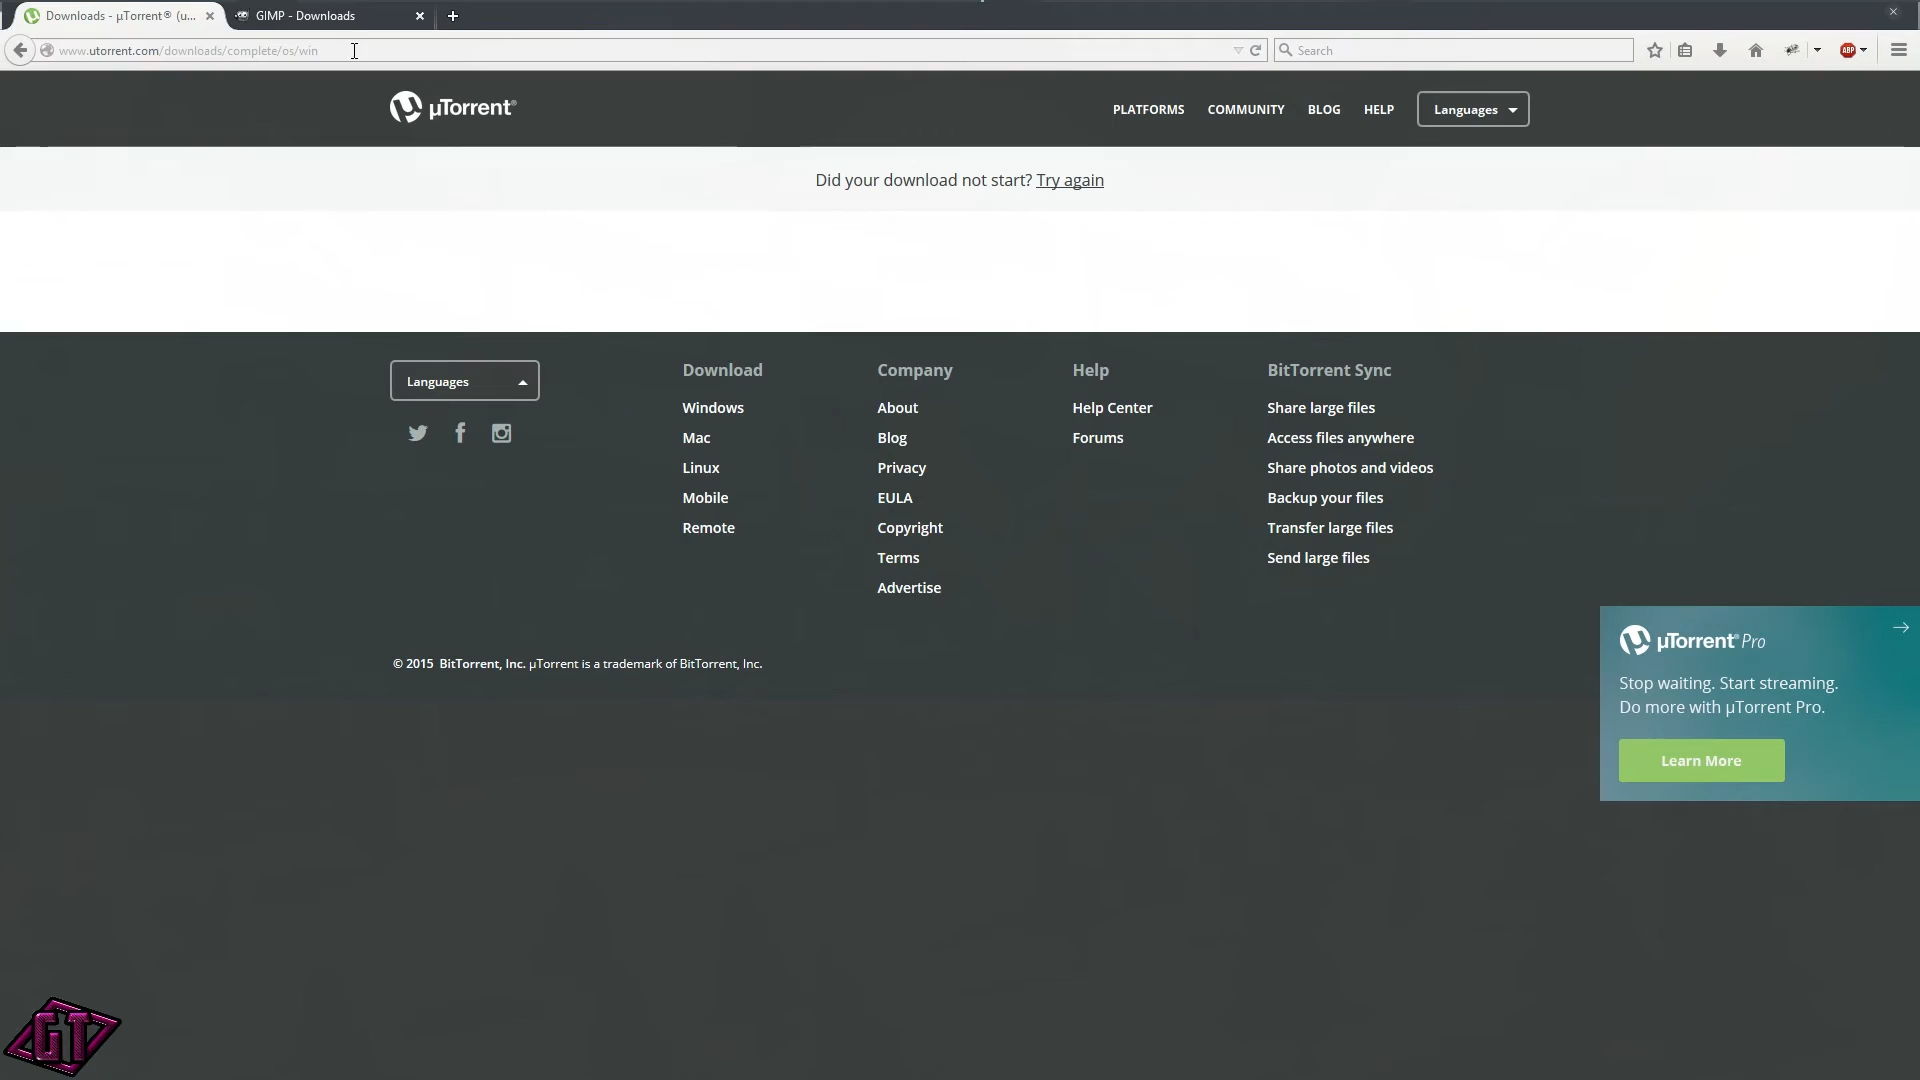 Downloads - µTorrent® (u...
GIMP - Downloads
www.utorrent.com/downloads/complete/os/win
Search
ABP
µTorrent®
PLATFORMS
COMMUNITY
BLOG
HELP
Languages
Did your download not start? Try again
Languages
Download
Windows
Mac
Linux
Mobile
Remote
Company
About
Blog
Privacy
EULA
Copyright
Terms
Advertise
Help
Help Center
Forums
BitTorrent Sync
Share large files
Access files anywhere
Share photos and videos
Backup your files
Transfer large files
Send large files
© 2015 BitTorrent, Inc. µTorrent is a trademark of BitTorrent, Inc.
µTorrent® Pro
Stop waiting. Start streaming.
Do more with µTorrent Pro.
Learn More
GT